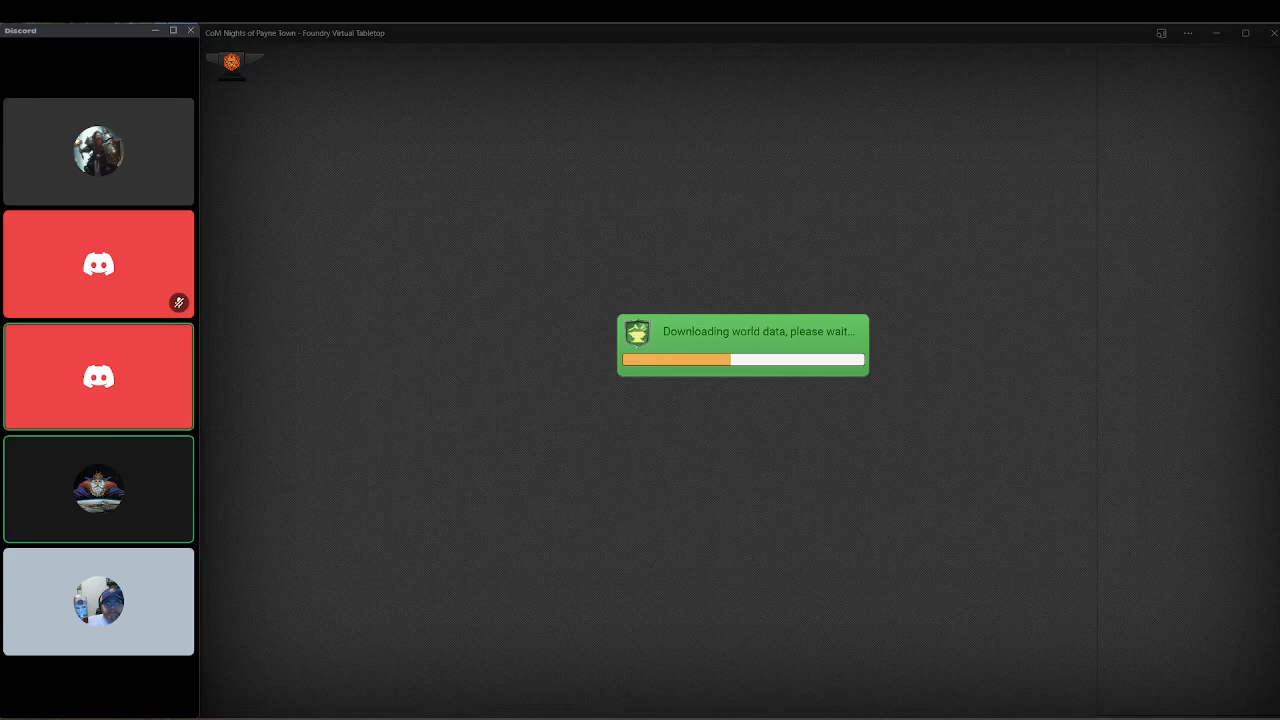 Discord
CoM Nights of Payne Town - Foundry Virtual Tabletop
Downloading world data, please wait...